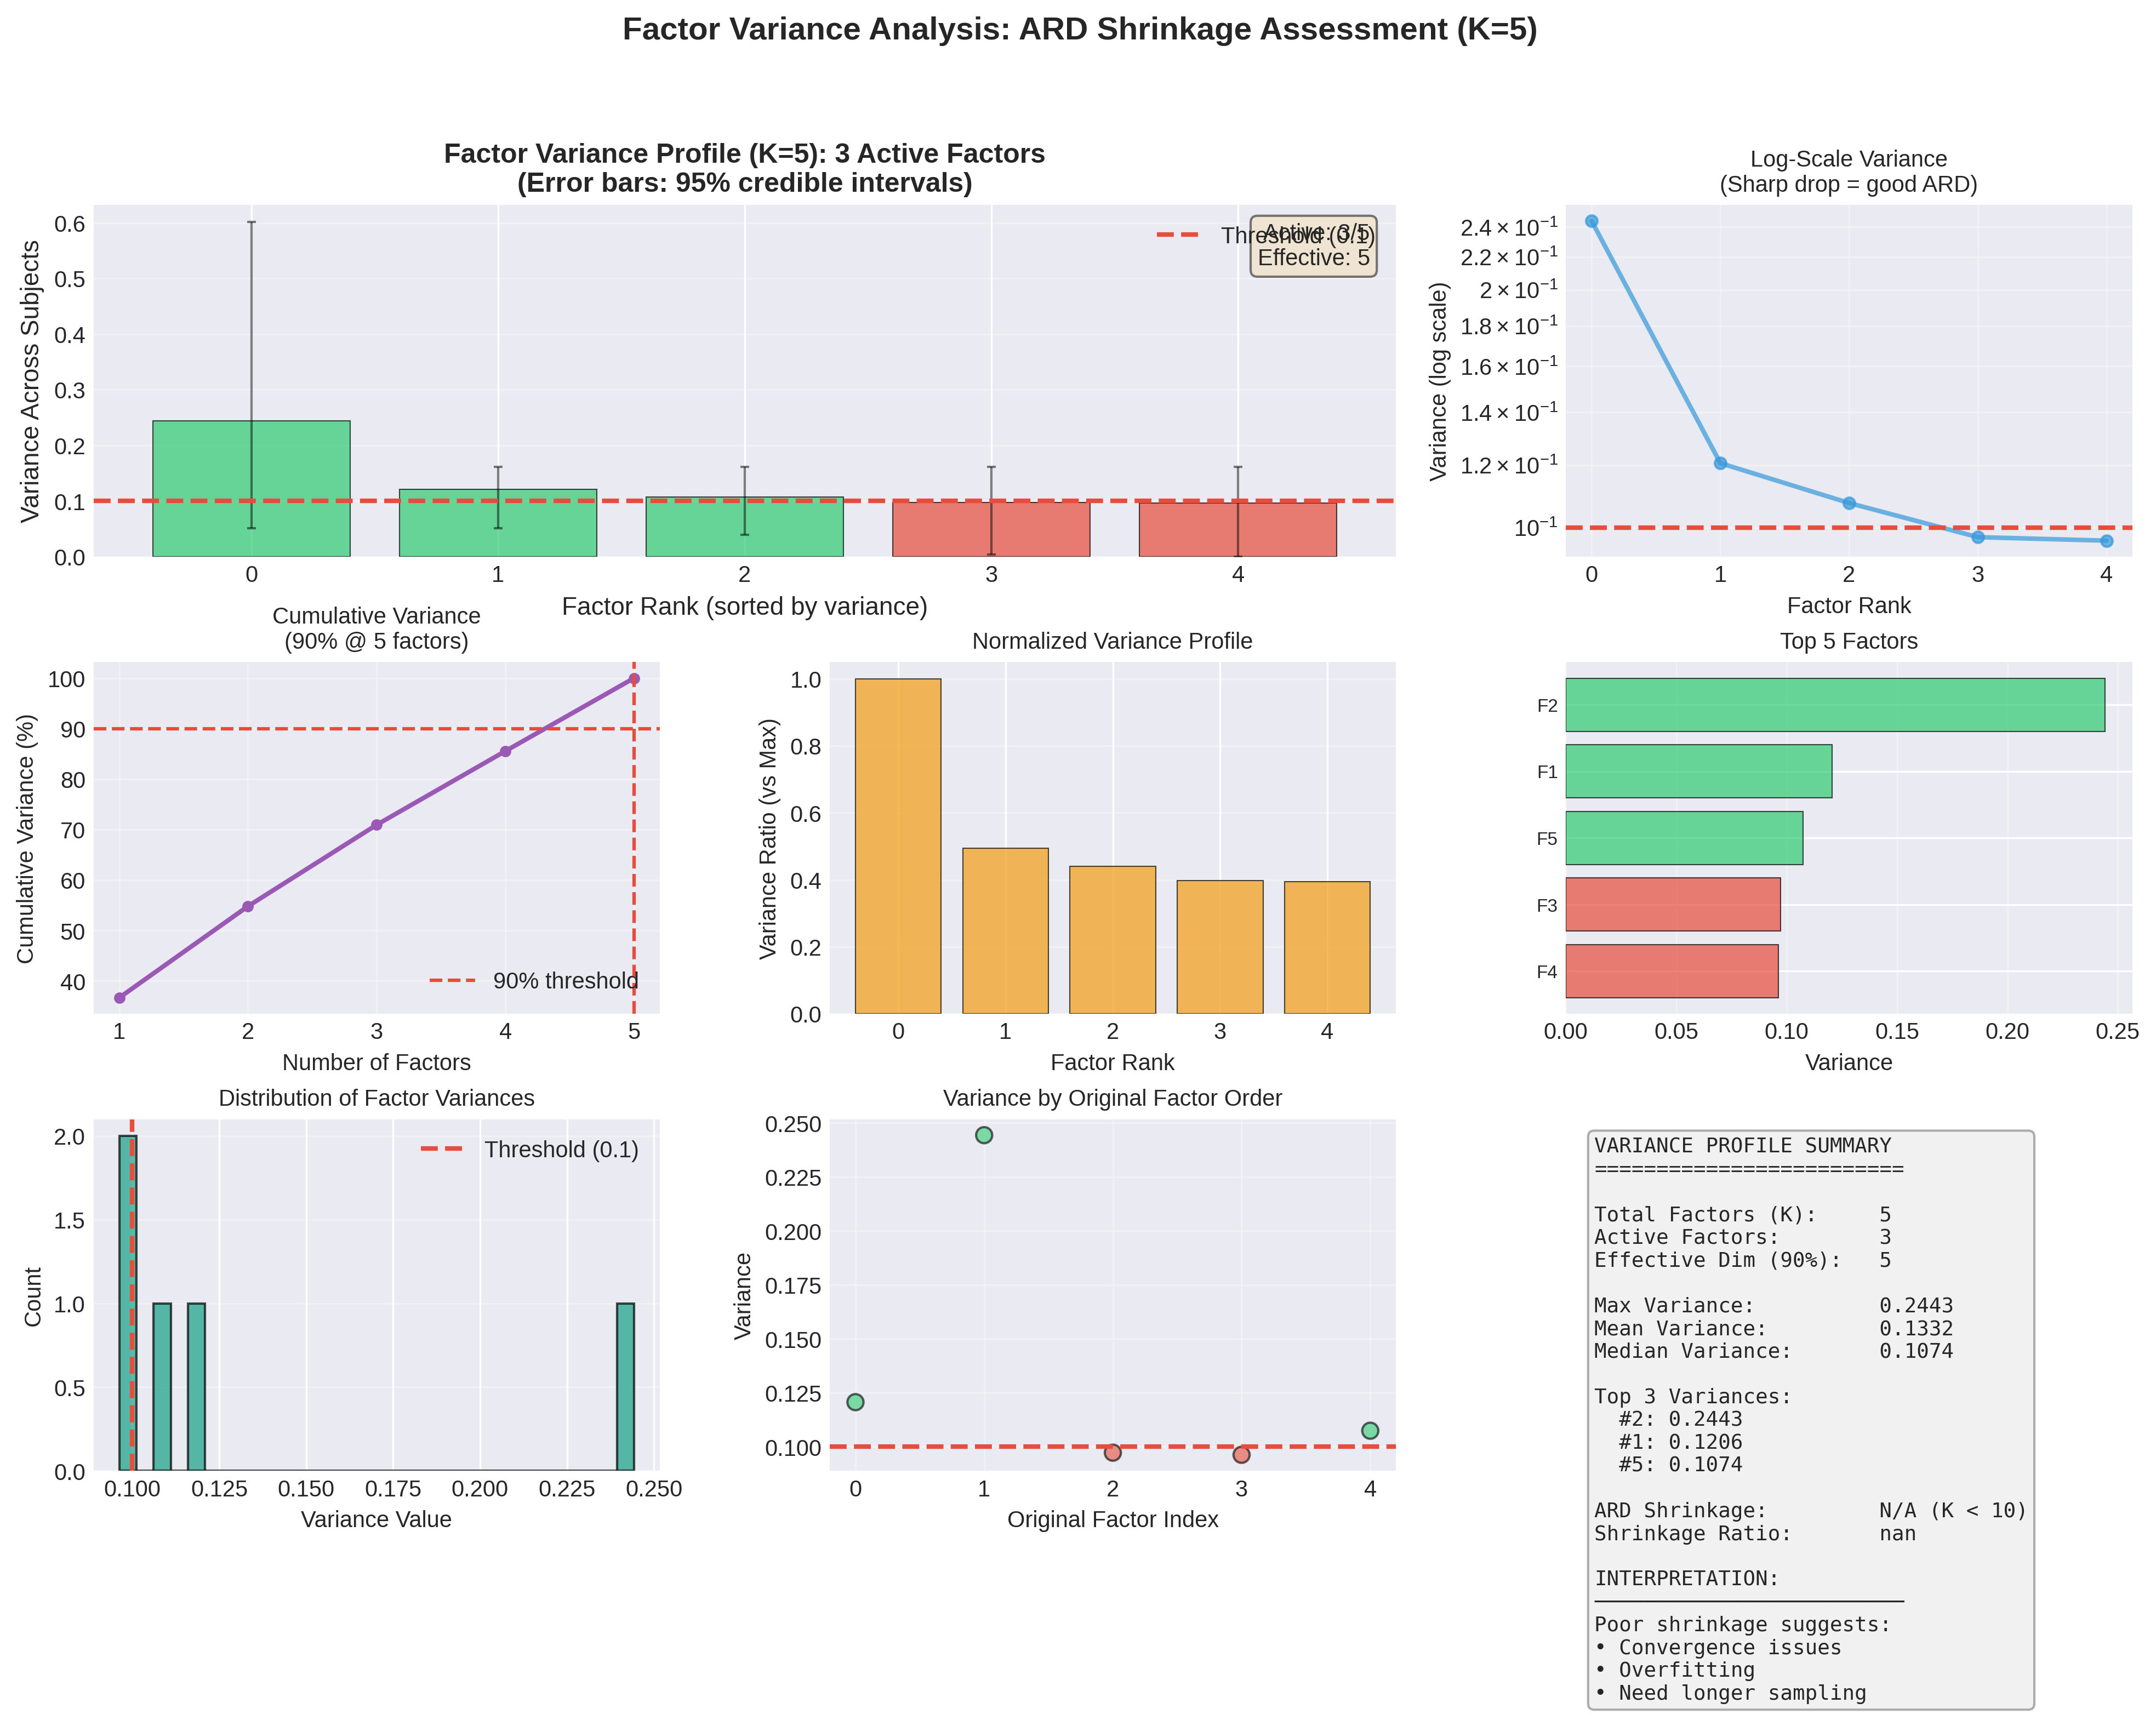 Factor Variance Analysis: ARD Shrinkage Assessment (K=5)
Factor Variance Profile (K=5): 3 Active Factors
(Error bars: 95% credible intervals)
Variance Across Subjects
0.6
0.5
0.4
0.3
0.2
0.1
0.0
Threshold (0.1)
Active: 3/5
Effective: 5
0 1 2 3 4
Factor Rank (sorted by variance)
Log-Scale Variance
(Sharp drop = good ARD)
Variance (log scale)
2.4 × 10⁻¹
2.2 × 10⁻¹
2 × 10⁻¹
1.8 × 10⁻¹
1.6 × 10⁻¹
1.4 × 10⁻¹
1.2 × 10⁻¹
10⁻¹
0 1 2 3 4
Factor Rank
Cumulative Variance
(90% @ 5 factors)
Cumulative Variance (%)
100
90
80
70
60
50
40
90% threshold
1 2 3 4 5
Number of Factors
Normalized Variance Profile
Variance Ratio (vs Max)
1.0
0.8
0.6
0.4
0.2
0.0
0 1 2 3 4
Factor Rank
Top 5 Factors
F2
F1
F5
F3
F4
0.00 0.05 0.10 0.15 0.20 0.25
Variance
Distribution of Factor Variances
Count
2.0
1.5
1.0
0.5
0.0
Threshold (0.1)
0.100 0.125 0.150 0.175 0.200 0.225 0.250
Variance Value
Variance by Original Factor Order
Variance
0.250
0.225
0.200
0.175
0.150
0.125
0.100
0 1 2 3 4
Original Factor Index
VARIANCE PROFILE SUMMARY
=========================
Total Factors (K): 5
Active Factors: 3
Effective Dim (90%): 5
Max Variance: 0.2443
Mean Variance: 0.1332
Median Variance: 0.1074
Top 3 Variances:
#2: 0.2443
#1: 0.1206
#5: 0.1074
ARD Shrinkage: N/A (K < 10)
Shrinkage Ratio: nan
INTERPRETATION:
─────────────────────────
Poor shrinkage suggests:
• Convergence issues
• Overfitting
• Need longer sampling